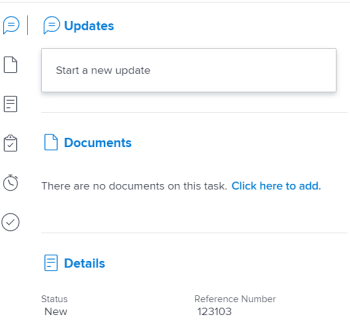 Updates
Start a new update
Documents
There are no documents on this task. Click here to add.
Details
Status Reference Number
New 123103